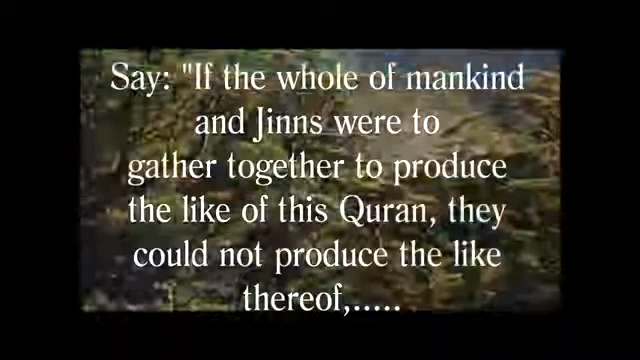 Say: "If the whole of mankind
and Jinns were to
gather together to produce
the like of this Quran, they
could not produce the like
thereof,.....